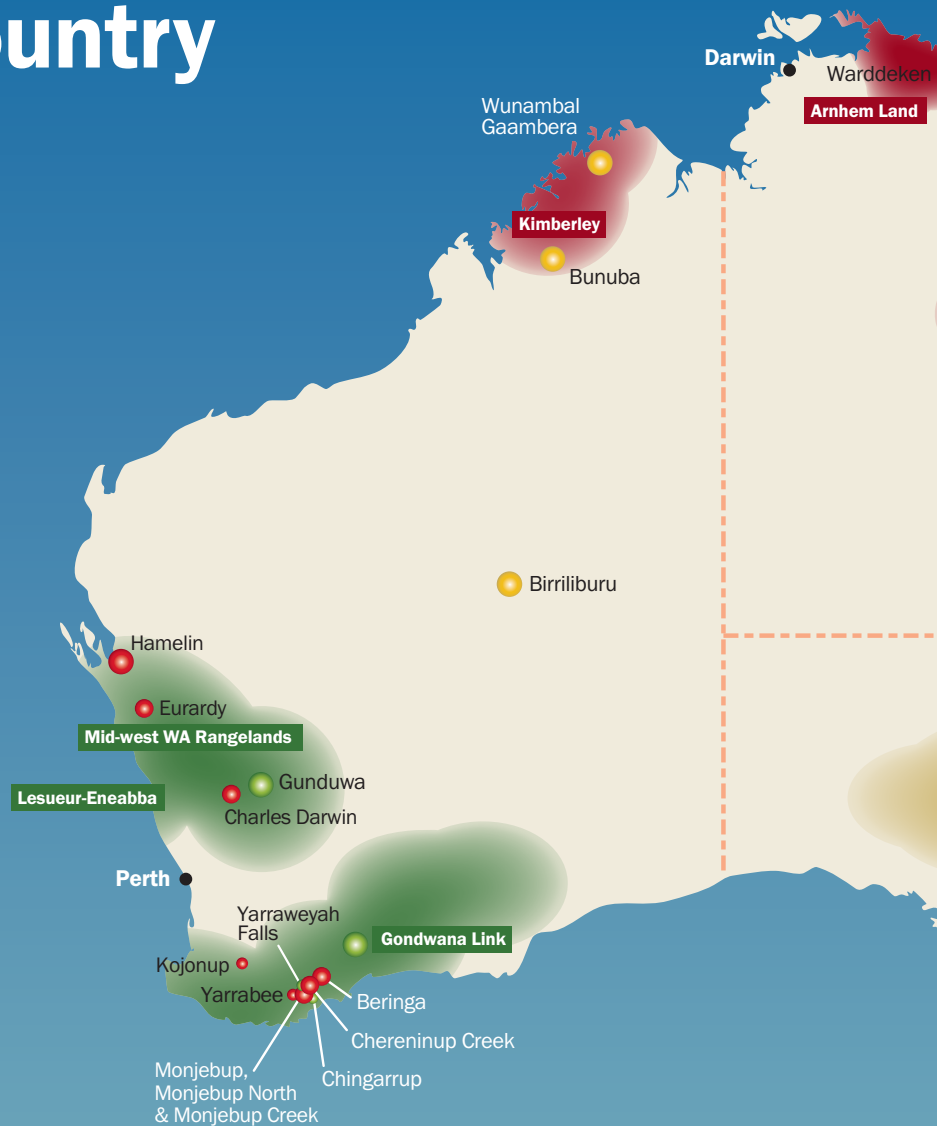 ountry
Darwin
Warddeken
Arnhem Land
Wunambal
Gaambera
Kimberley
Bunuba
Birriliburu
Hamelin
Eurardy
Mid-west WA Rangelands
Gunduwa
Lesueur-Eneabba
Charles Darwin
Perth
Yarraweyah
Falls
Gondwana Link
Kojonup
Yarrabee
Beringa
Chereninup Creek
Chingarrup
Monjebup,
Monjebup North
& Monjebup Creek